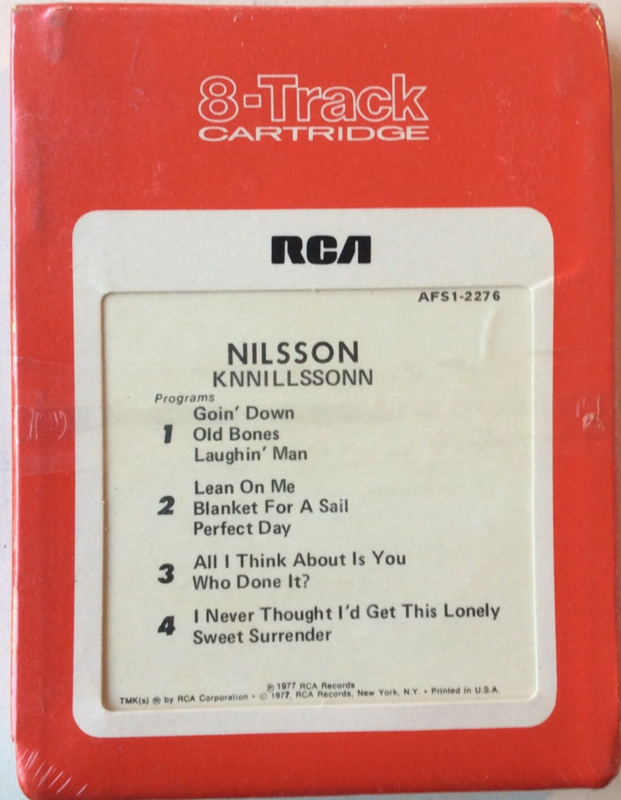 8-Track
CARTRIDGE
RCA
AFS1-2276
NILSSON
KNNILLSSONN
Programs
Goin' Down
1 Old Bones
Laughin' Man
Lean On Me
2 Blanket For A Sail
Perfect Day
3 All I Think About Is You
Who Done It?
4 I Never Thought I'd Get This Lonely
Sweet Surrender
℗ 1977 RCA Records
TMK(s) ® by RCA Corporation • © 1977, RCA Records, New York, N.Y. • Printed in U.S.A.